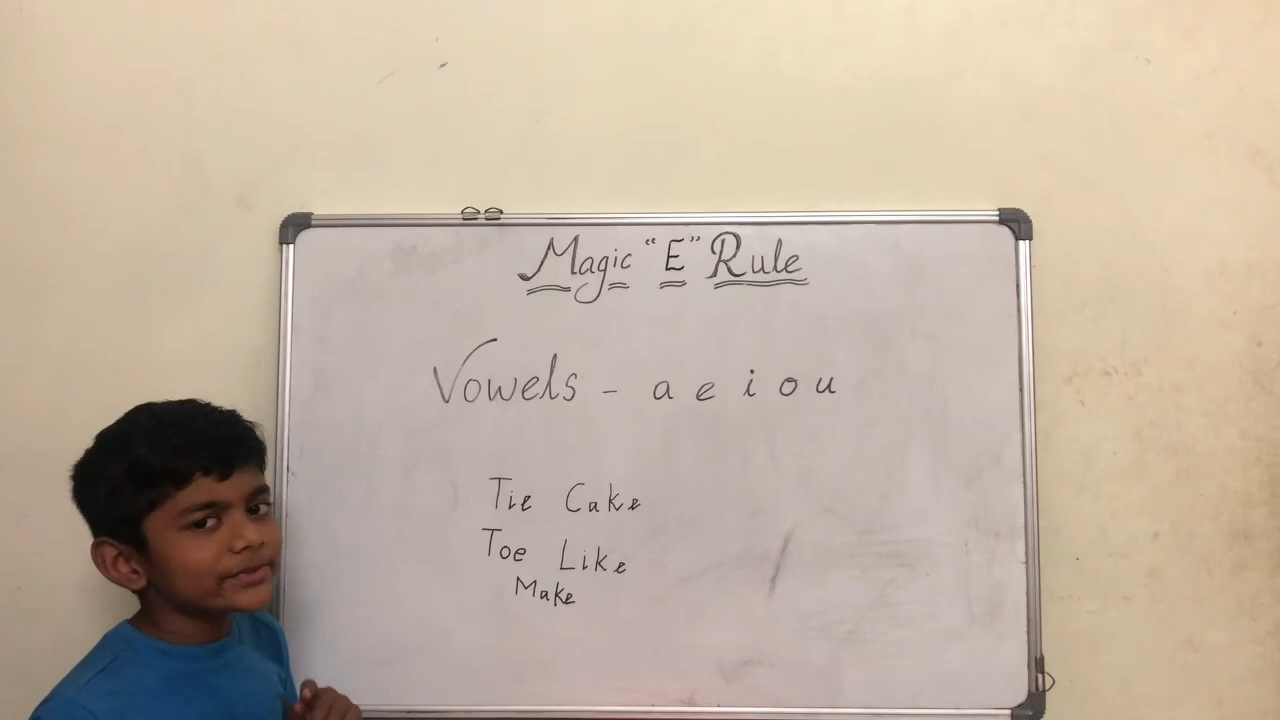 Magic “E” Rule
Vowels - a e i o u
Tie Cake
Toe Like
Make